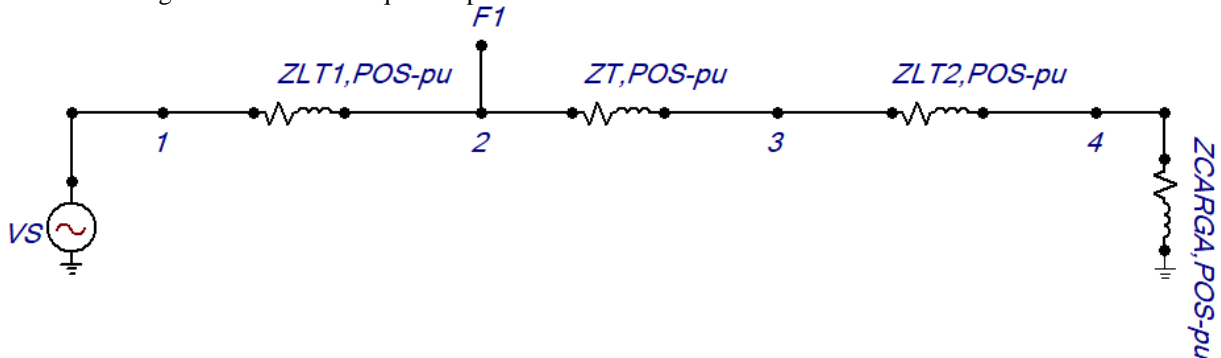 F1
ZLT1,POS-pu
ZT,POS-pu
ZLT2,POS-pu
1
2
3
4
VS
ZCARGA,POS-pu